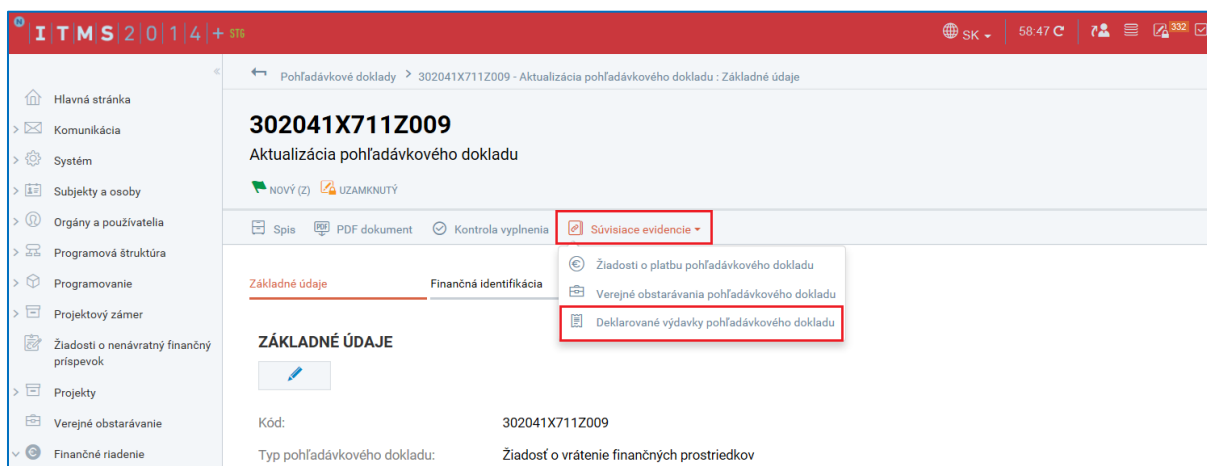 ITMS2014+ STG
SK
58:47
332
Pohľadávkové doklady > 302041X711Z009 - Aktualizácia pohľadávkového dokladu : Základné údaje
Hlavná stránka
Komunikácia
Systém
Subjekty a osoby
Orgány a používatelia
Programová štruktúra
Programovanie
Projektový zámer
Žiadosti o nenávratný finančný
príspevok
Projekty
Verejné obstarávanie
Finančné riadenie
302041X711Z009
Aktualizácia pohľadávkového dokladu
NOVÝ (Z) UZAMKNUTÝ
Spis PDF PDF dokument Kontrola vyplnenia Súvisiace evidencie
Žiadosti o platbu pohľadávkového dokladu
Verejné obstarávania pohľadávkového dokladu
Deklarované výdavky pohľadávkového dokladu
Základné údaje Finančná identifikácia
ZÁKLADNÉ ÚDAJE
Kód: 302041X711Z009
Typ pohľadávkového dokladu: Žiadosť o vrátenie finančných prostriedkov